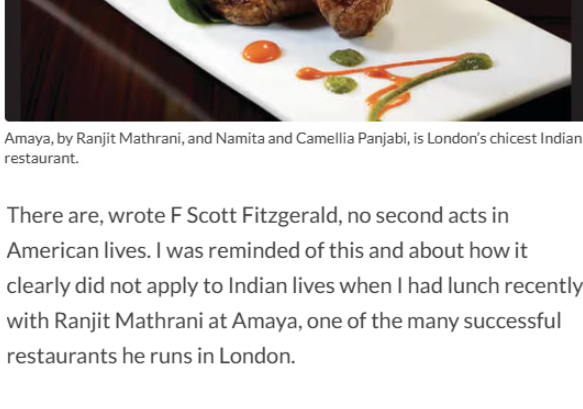 Amaya, by Ranjit Mathrani, and Namita and Camellia Panjabi, is London's chicest Indian
restaurant.
There are, wrote F Scott Fitzgerald, no second acts in
American lives. I was reminded of this and about how it
clearly did not apply to Indian lives when I had lunch recently
with Ranjit Mathrani at Amaya, one of the many successful
restaurants he runs in London.